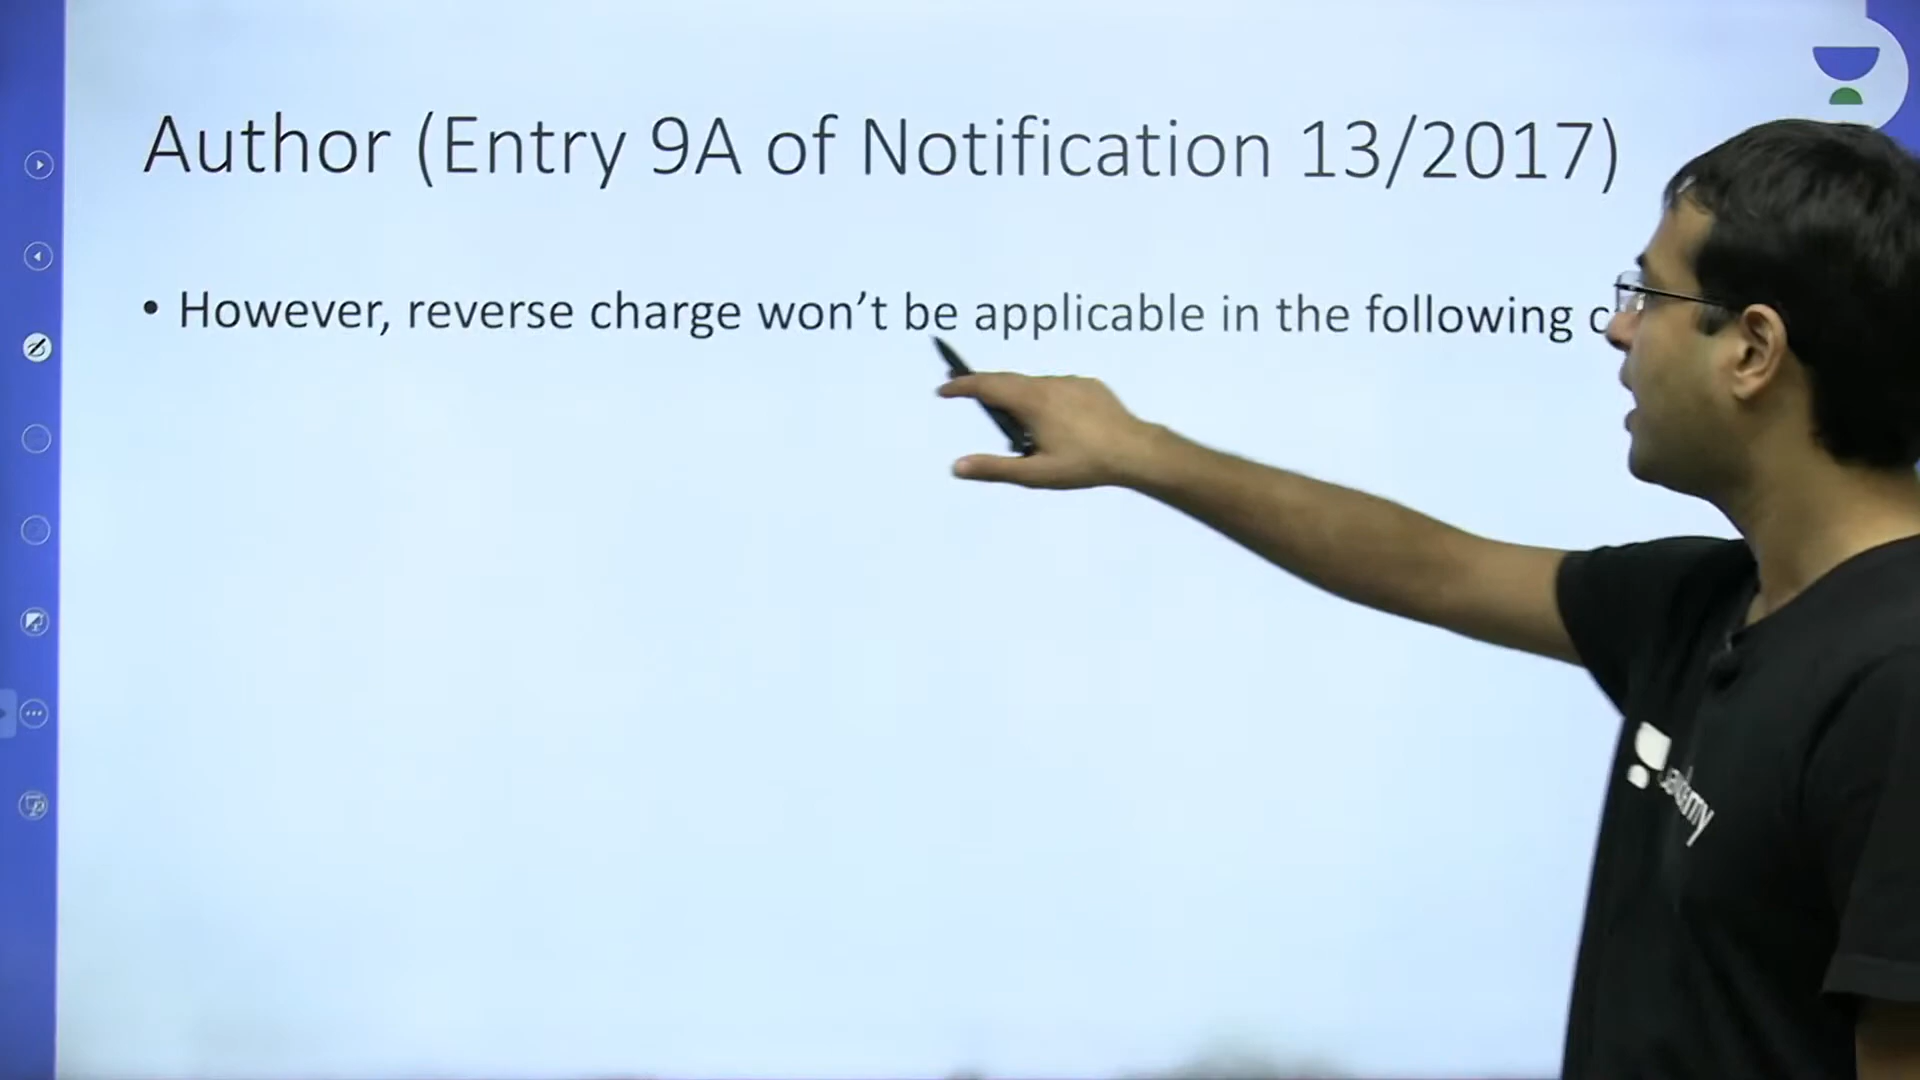 Author (Entry 9A of Notification 13/2017)
• However, reverse charge won't be applicable in the following